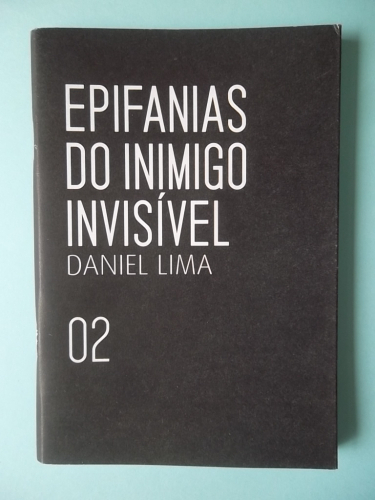 EPIFANIAS
DO INIMIGO
INVISÍVEL
DANIEL LIMA
02